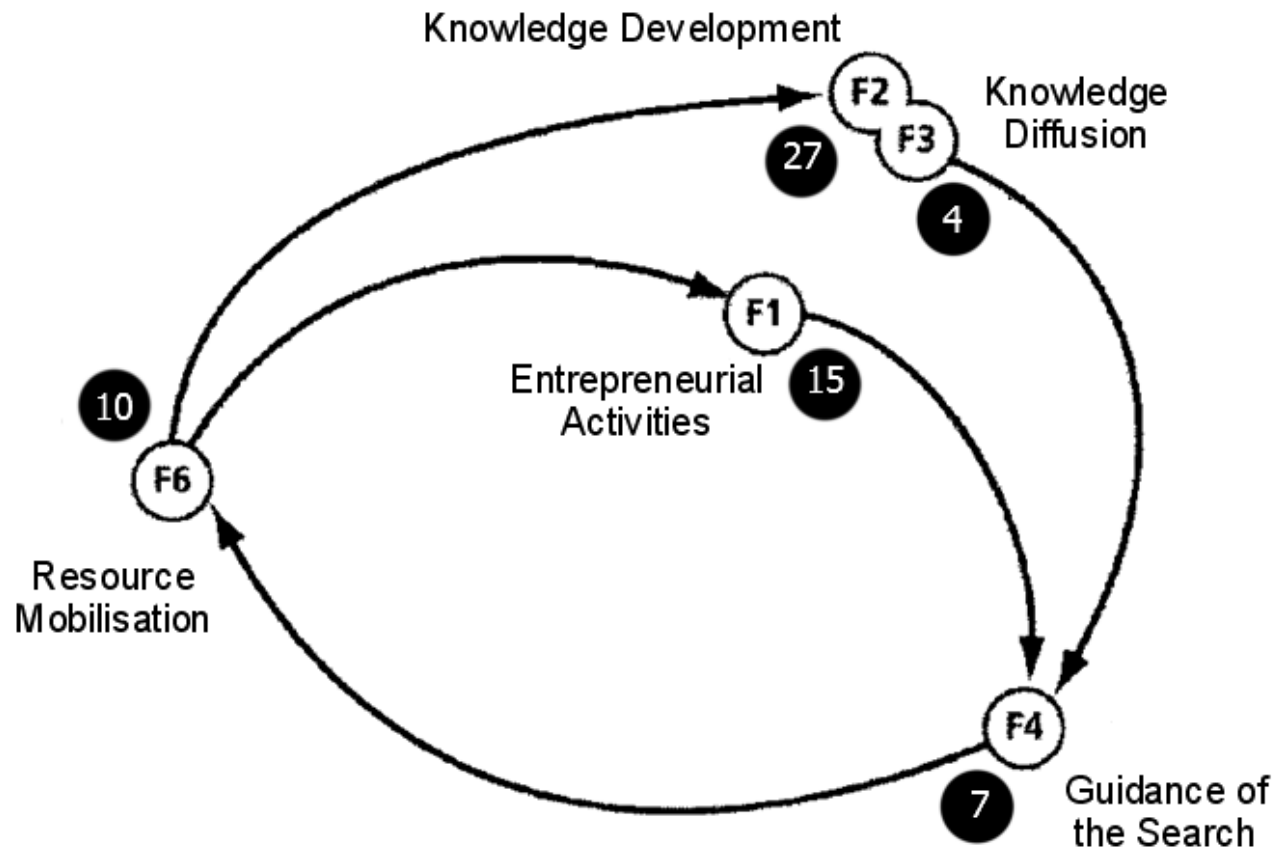 Knowledge Development
F2
Knowledge
Diffusion
F3
27
4
F1
Entrepreneurial
Activities
15
10
F6
Resource
Mobilisation
F4
7
Guidance of
the Search